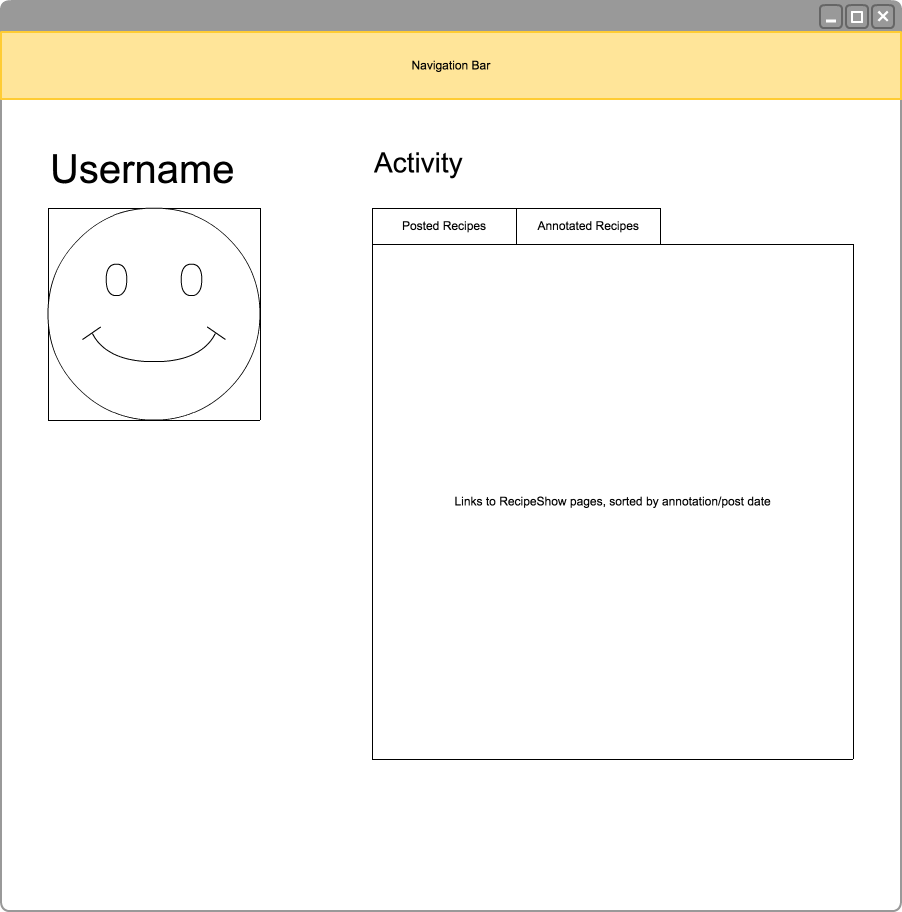 Navigation Bar
Username
Activity
Posted Recipes
Annotated Recipes
Links to RecipeShow pages, sorted by annotation/post date